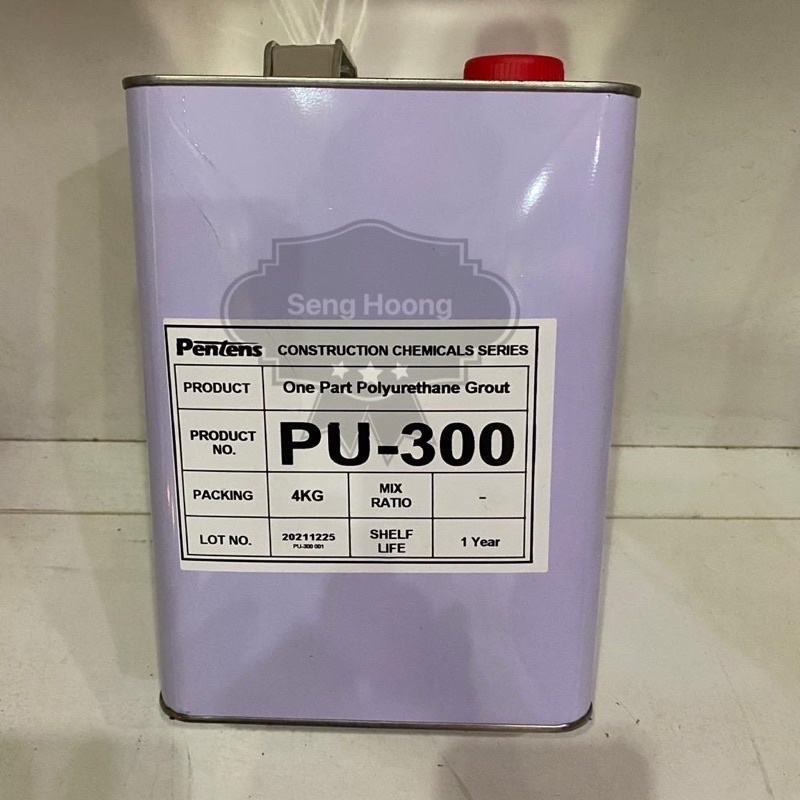 Seng Hoong
Pentens CONSTRUCTION CHEMICALS SERIES
PRODUCT One Part Polyurethane Grout
PRODUCT NO. PU-300
PACKING 4KG MIX RATIO -
LOT NO. 20211225 PU-300 001 SHELF LIFE 1 Year